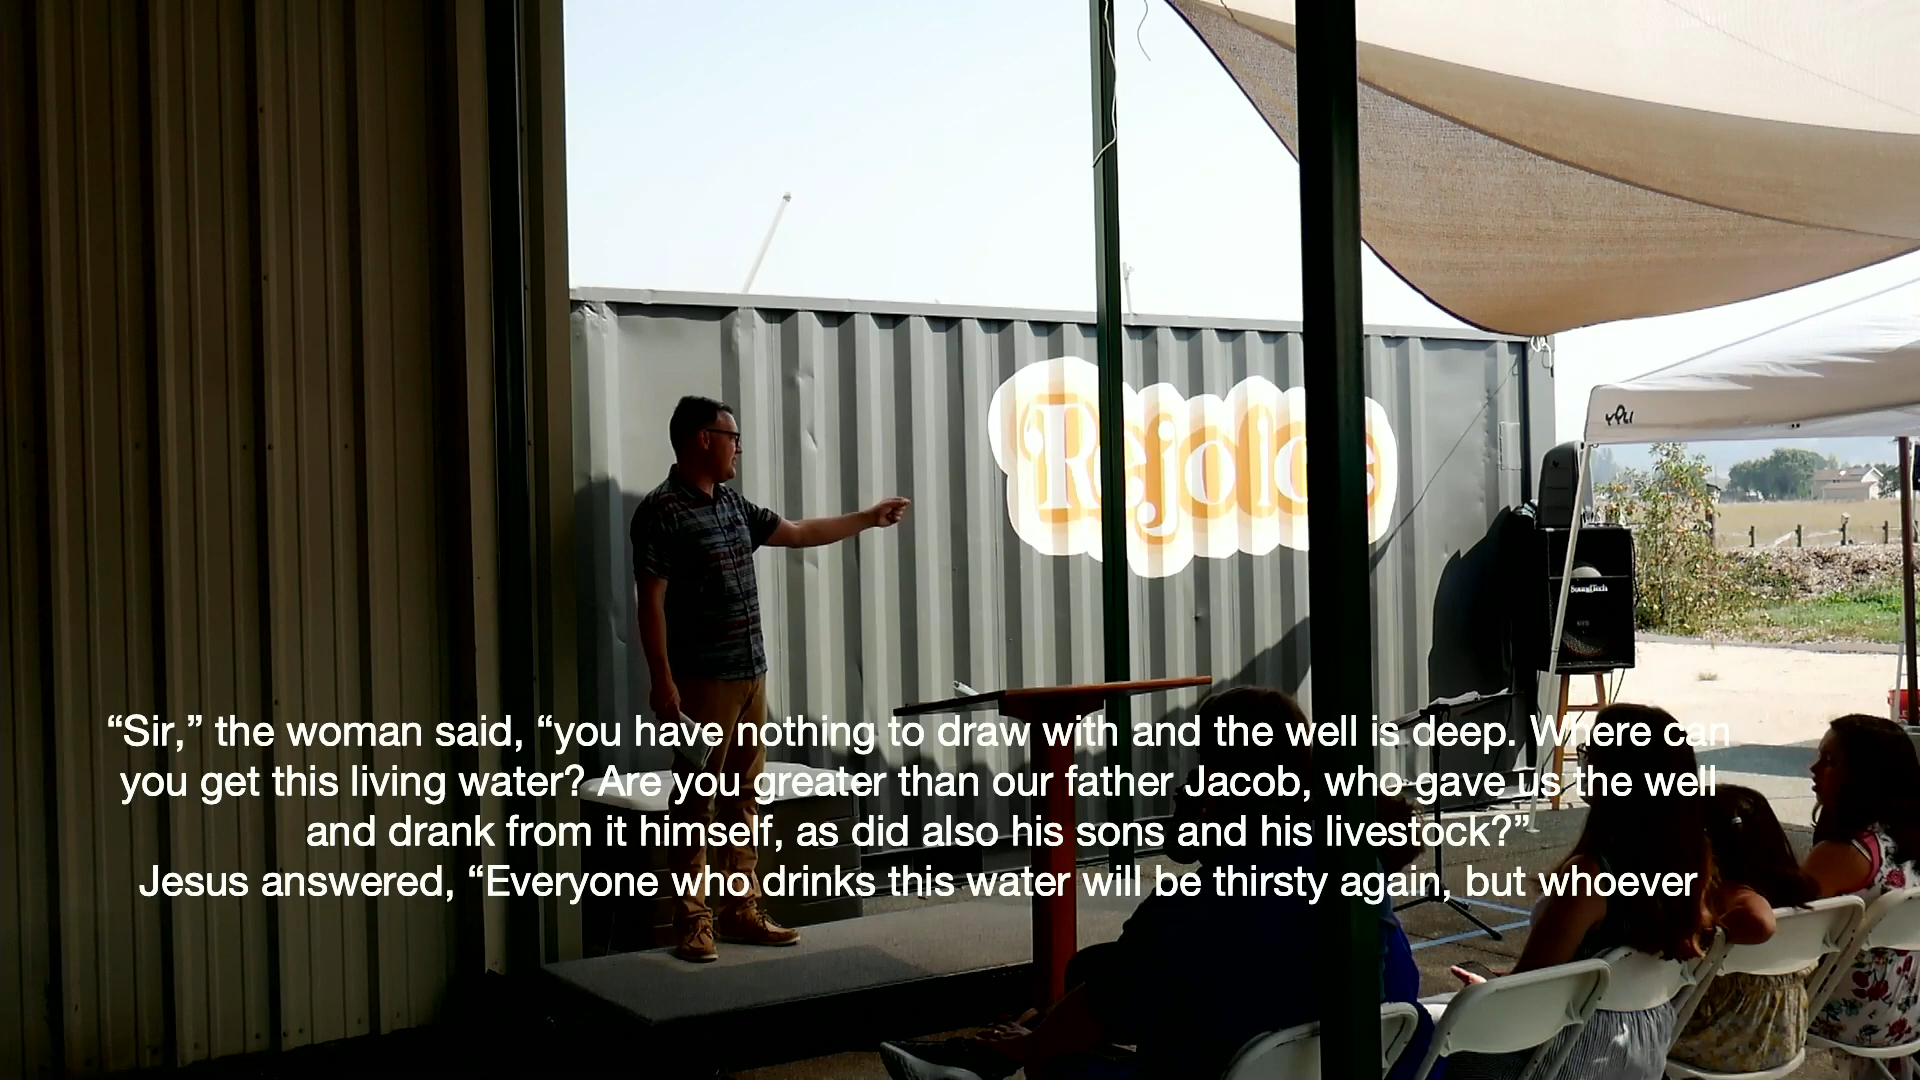 Rejoice
SoundTech
“Sir,” the woman said, “you have nothing to draw with and the well is deep. Where can
you get this living water? Are you greater than our father Jacob, who gave us the well
and drank from it himself, as did also his sons and his livestock?”
Jesus answered, “Everyone who drinks this water will be thirsty again, but whoever